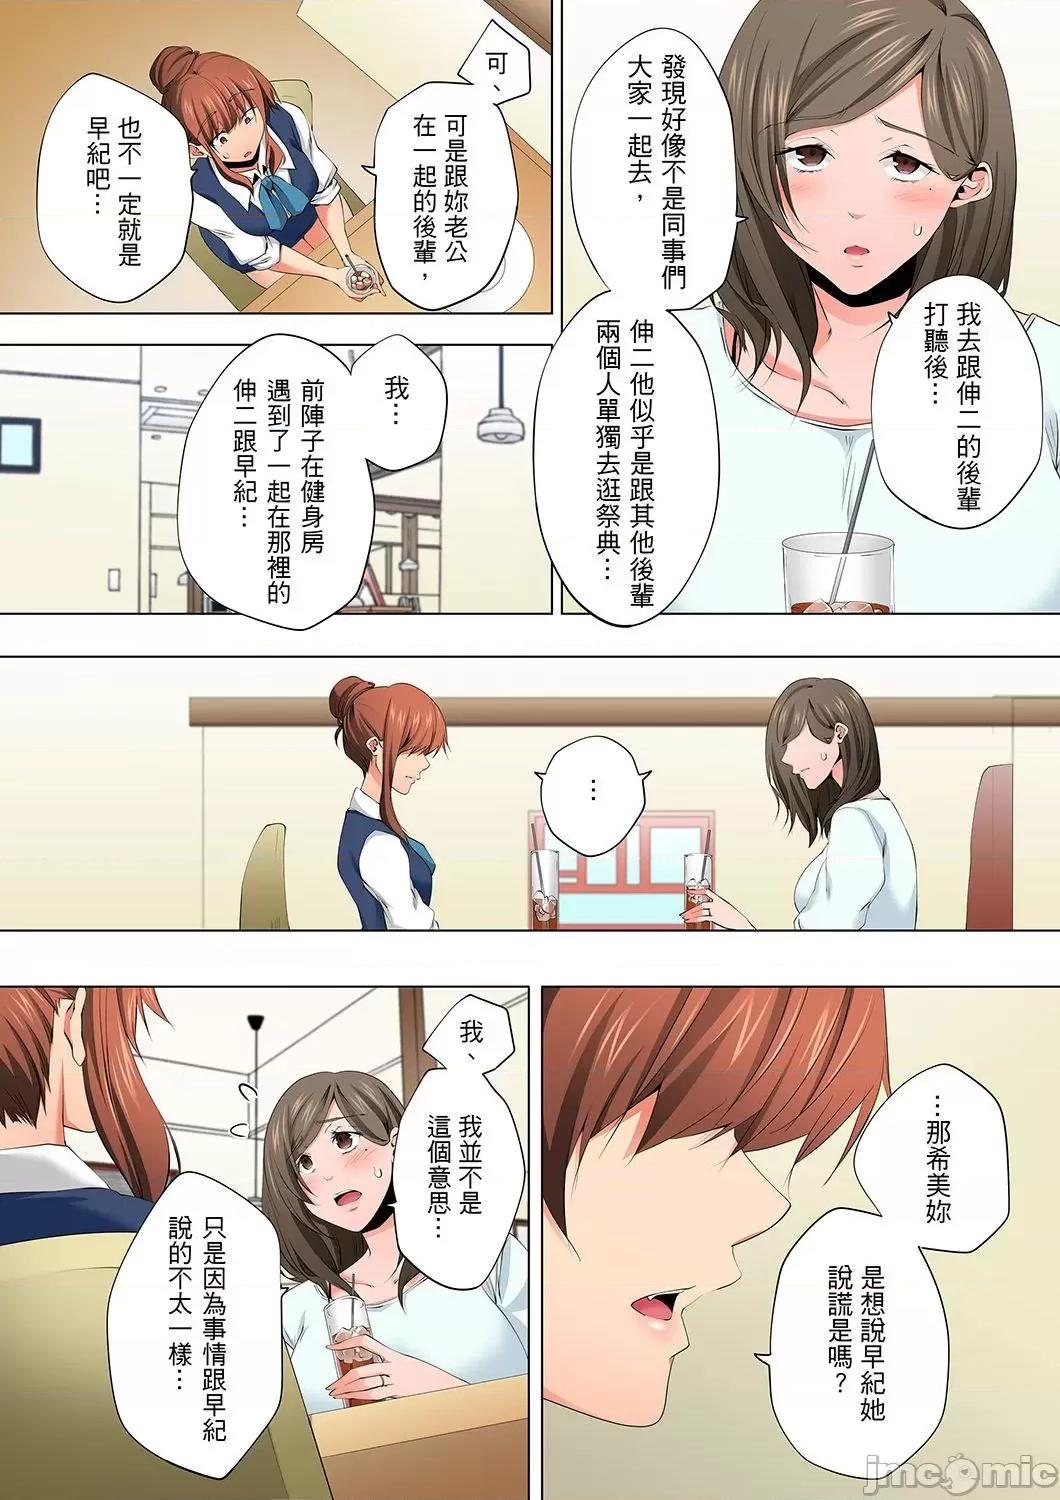 我去跟伸二的後輩
打聽後…
發現好像不是同事們
大家一起去，
伸二他似乎是跟其他後輩
兩個人單獨去逛祭典…
可、
可是跟妳老公
在一起的後輩，
也不一定就是
早紀吧…
我…
前陣子在健身房
遇到了一起在那裡的
伸二跟早紀…
…
…那希美妳
是想說早紀她
說謊是嗎？
我、
我並不是
這個意思…
只是因為事情跟早紀
說的不太一樣…
jmcomic